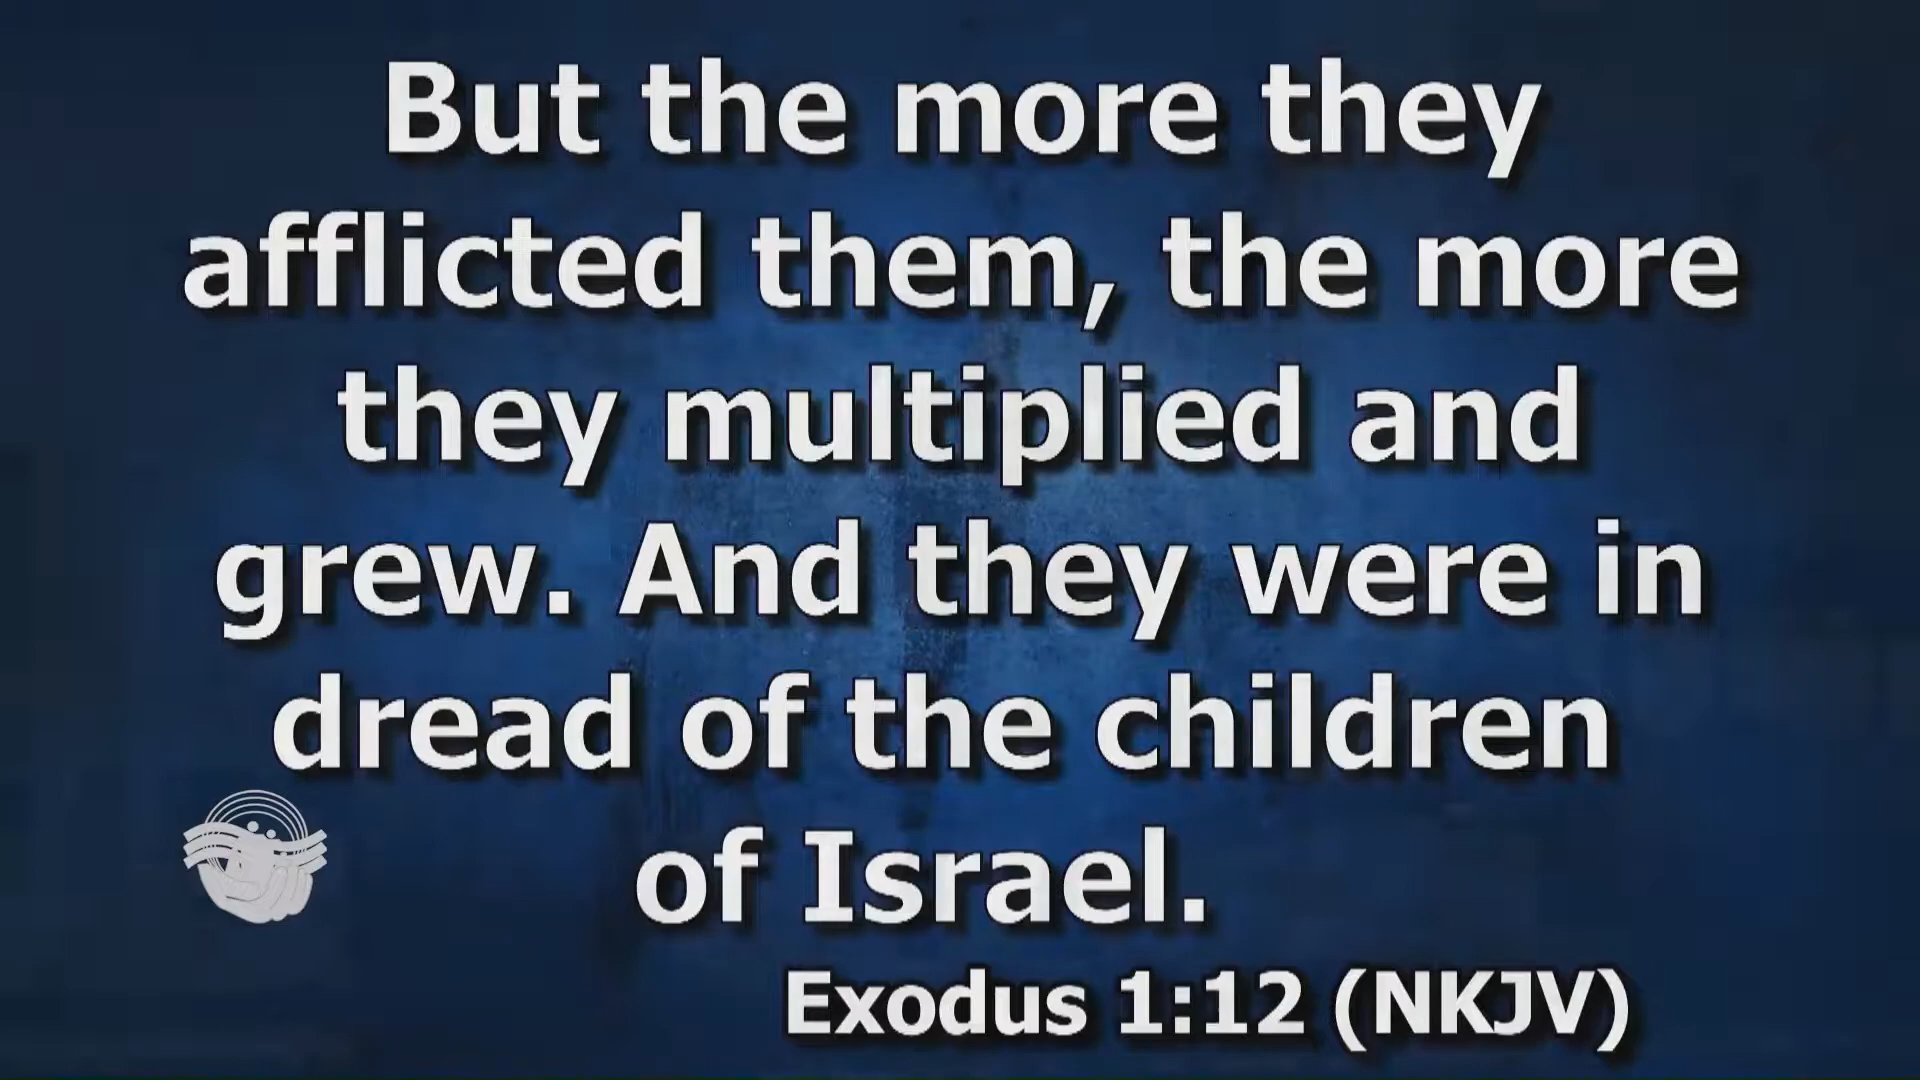 But the more they
afflicted them, the more
they multiplied and
grew. And they were in
dread of the children
of Israel.
Exodus 1:12 (NKJV)